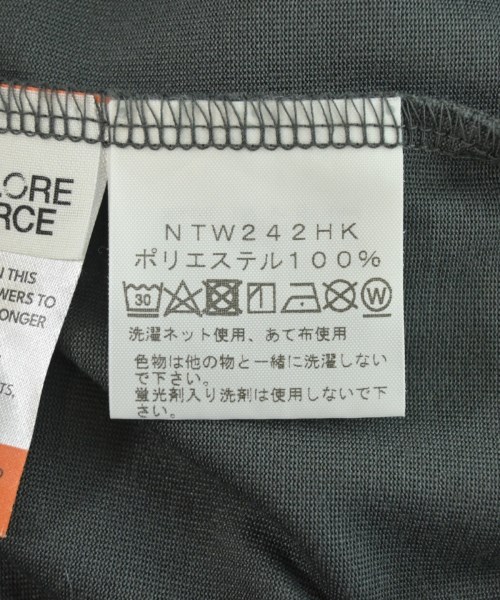 LORE
RCE
N THIS
WERS TO
ONGER
TS,
NTW242HK
ポリエステル100%
30
W
洗濯ネット使用、あて布使用
色物は他の物と一緒に洗濯しない
で下さい。
蛍光剤入り洗剤は使用しないで下
さい。